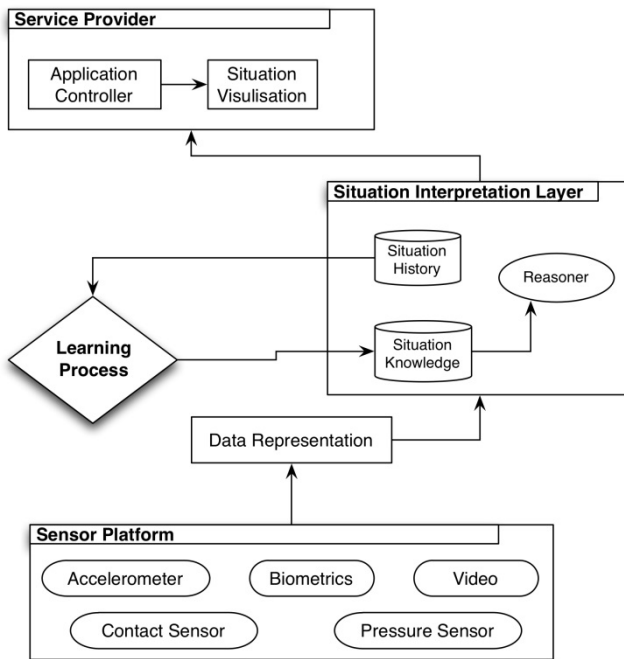 Service Provider
Application
Controller
Situation
Visulisation
Situation Interpretation Layer
Situation
History
Reasoner
Learning
Process
Situation
Knowledge
Data Representation
Sensor Platform
Accelerometer
Biometrics
Video
Contact Sensor
Pressure Sensor